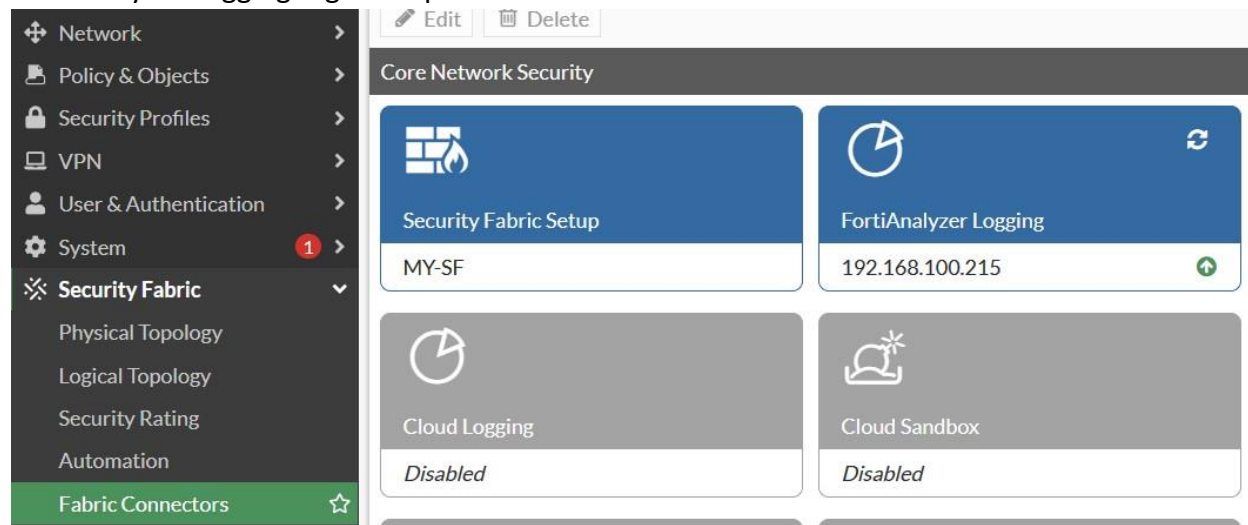 Network
Policy & Objects
Security Profiles
VPN
User & Authentication
System 1
Security Fabric
Physical Topology
Logical Topology
Security Rating
Automation
Fabric Connectors
Edit Delete
Core Network Security
Security Fabric Setup
MY-SF
FortiAnalyzer Logging
192.168.100.215
Cloud Logging
Disabled
Cloud Sandbox
Disabled